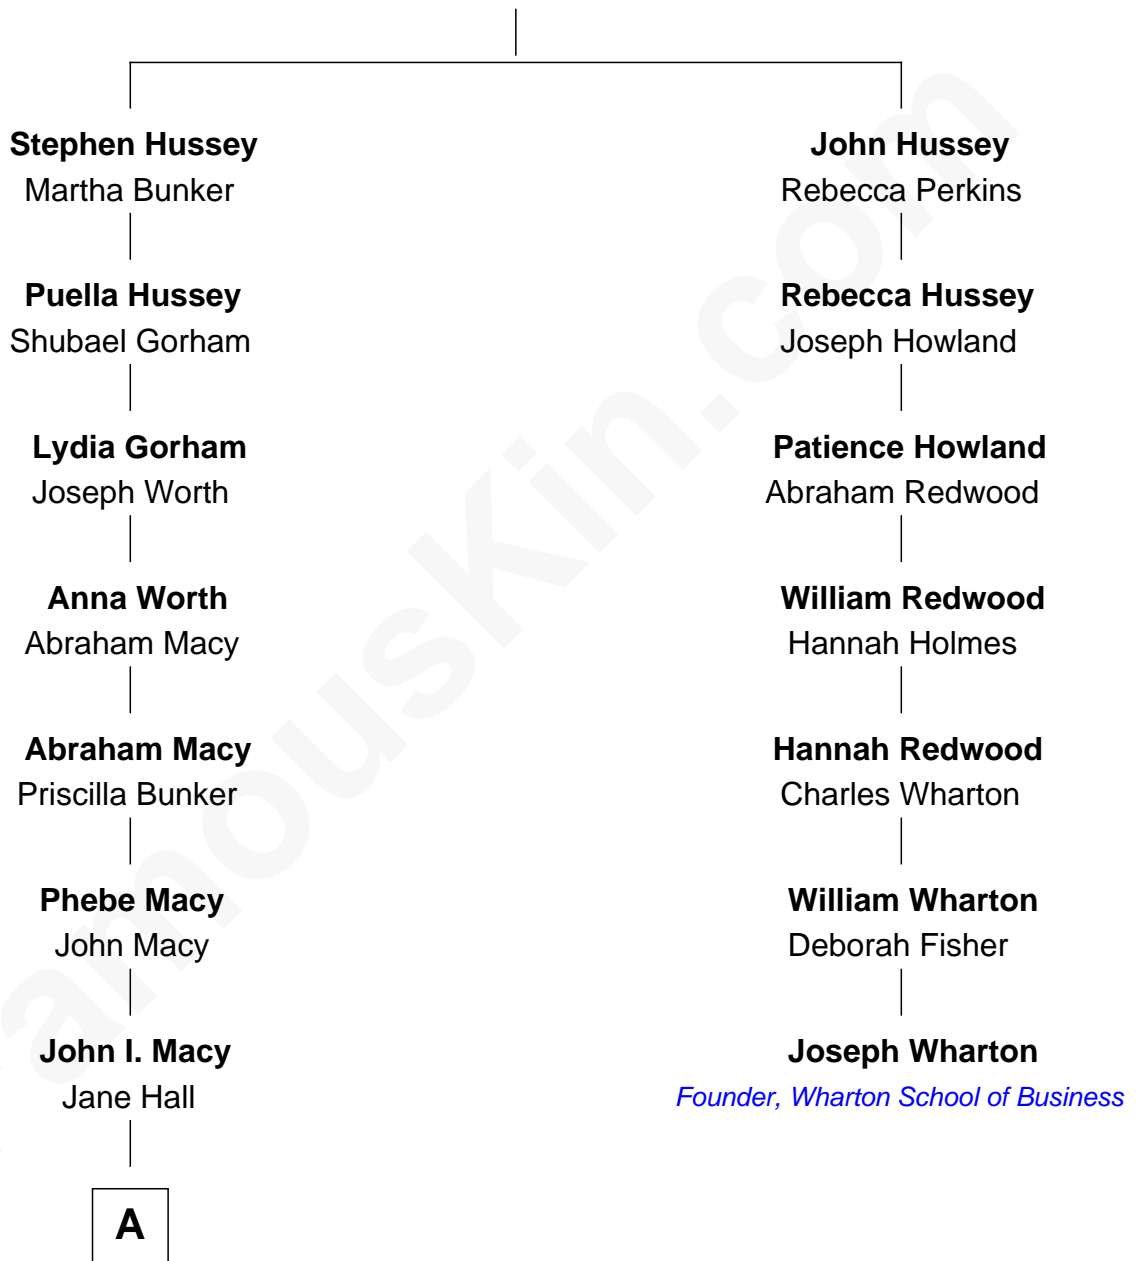 Stephen Hussey
Martha Bunker
Puella Hussey
Shubael Gorham
Lydia Gorham
Joseph Worth
Anna Worth
Abraham Macy
Abraham Macy
Priscilla Bunker
Phebe Macy
John Macy
John I. Macy
Jane Hall
A
John Hussey
Rebecca Perkins
Rebecca Hussey
Joseph Howland
Patience Howland
Abraham Redwood
William Redwood
Hannah Holmes
Hannah Redwood
Charles Wharton
William Wharton
Deborah Fisher
Joseph Wharton
Founder, Wharton School of Business
amouskin.com